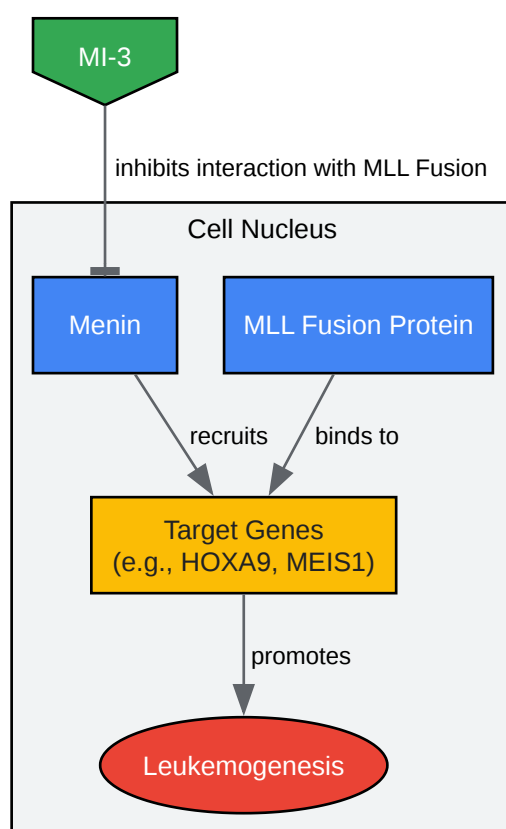 MI-3
inhibits interaction with MLL Fusion
Cell Nucleus
Menin
MLL Fusion Protein
recruits
binds to
Target Genes
(e.g., HOXA9, MEIS1)
promotes
Leukemogenesis